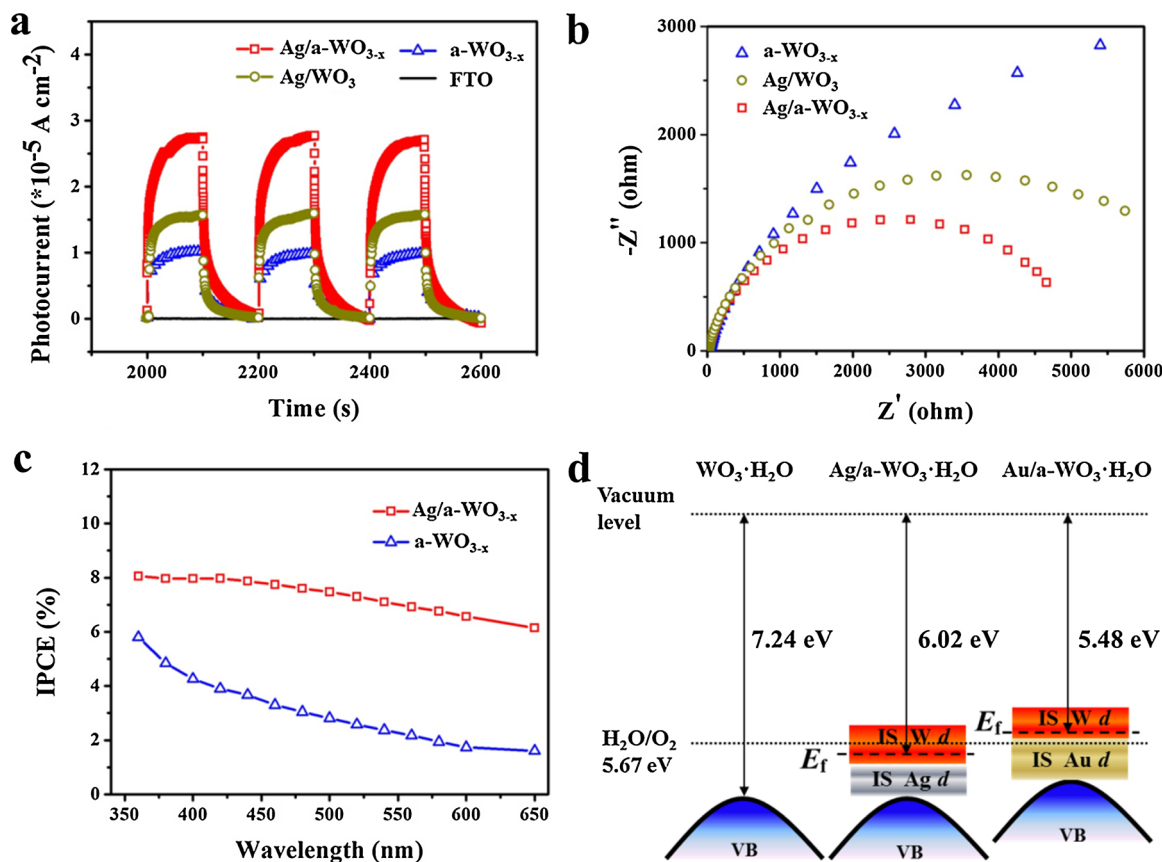 a
Ag/a-WO₃₋ₓ
a-WO₃₋ₓ
Ag/WO₃
FTO
Photocurrent (*10⁻⁵ A cm⁻²)
5
4
3
2
1
0
2000 2200 2400 2600
Time (s)
b
a-WO₃₋ₓ
Ag/WO₃
Ag/a-WO₃₋ₓ
-Z'' (ohm)
3000
2000
1000
0
0 1000 2000 3000 4000 5000 6000
Z' (ohm)
c
Ag/a-WO₃₋ₓ
a-WO₃₋ₓ
IPCE (%)
12
10
8
6
4
2
0
350 400 450 500 550 600 650
Wavelength (nm)
d
WO₃·H₂O Ag/a-WO₃·H₂O Au/a-WO₃·H₂O
Vacuum
level
7.24 eV 6.02 eV 5.48 eV
H₂O/O₂
5.67 eV
E_f
IS W d
IS Ag d
E_f
IS W d
IS Au d
VB VB VB